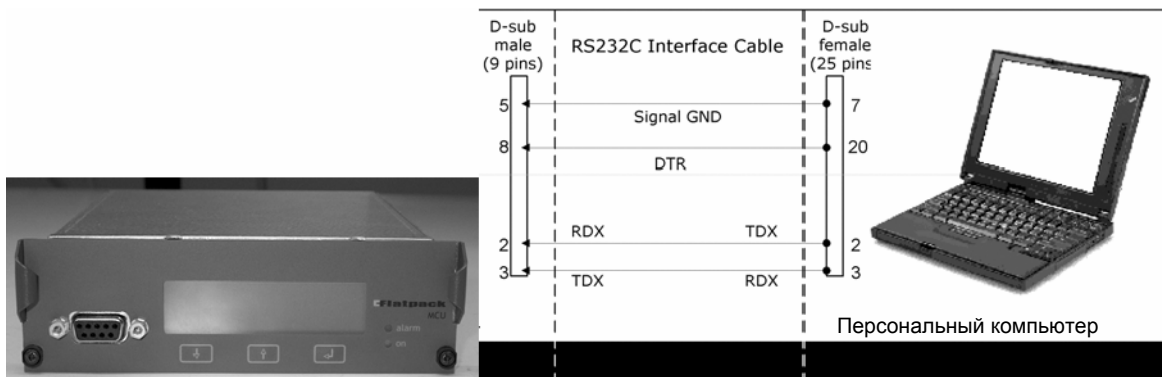 D-sub
male
(9 pins)
RS232C Interface Cable
D-sub
female
(25 pins
5
Signal GND
7
8
DTR
20
2
RDX
TDX
2
3
TDX
RDX
3
Flatpack
MCU
alarm
on
Персональный компьютер